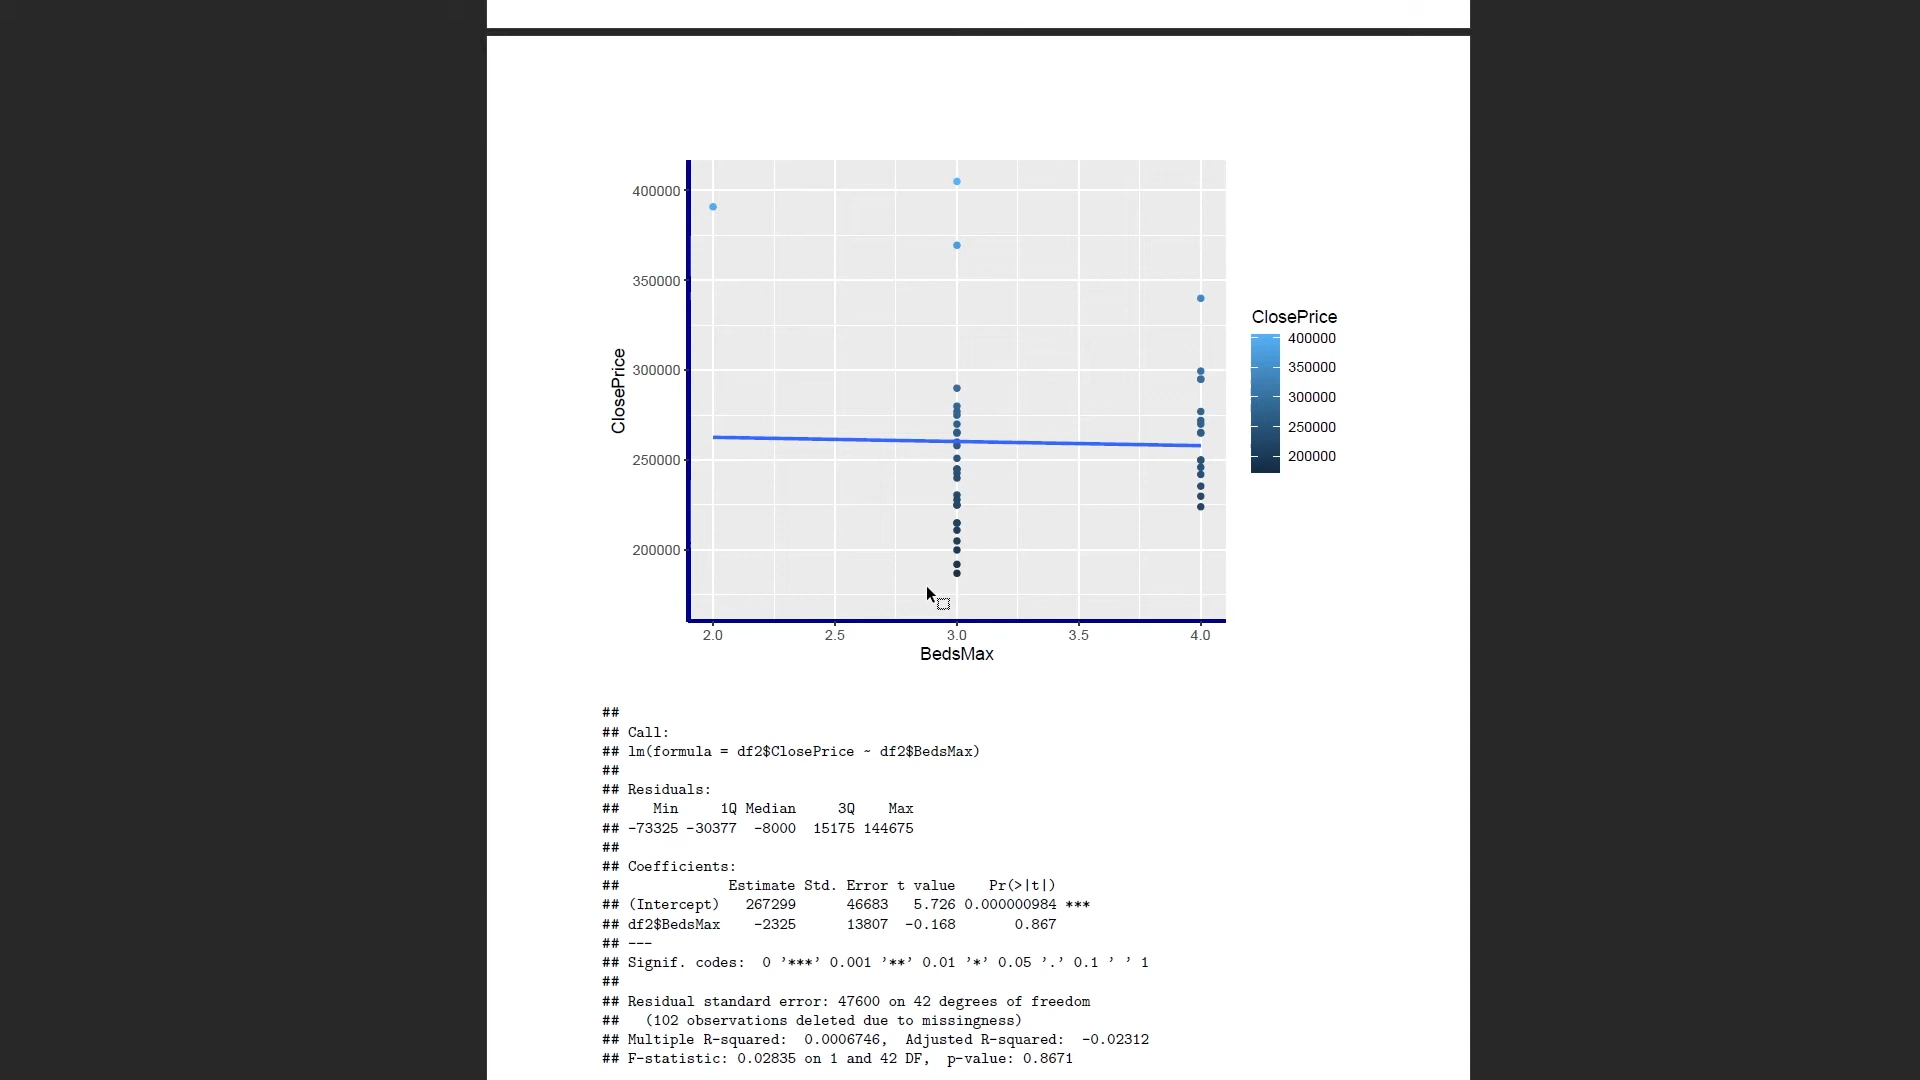 400000
350000
300000
250000
200000
ClosePrice
2.0 2.5 3.0 3.5 4.0
BedsMax
ClosePrice
400000
350000
300000
250000
200000
##
## Call:
## lm(formula = df2$ClosePrice ~ df2$BedsMax)
##
## Residuals:
##    Min     1Q Median     3Q    Max
## -73325 -30377  -8000  15175 144675
##
## Coefficients:
##             Estimate Std. Error t value    Pr(>|t|)
## (Intercept)   267299      46683   5.726 0.000000984 ***
## df2$BedsMax    -2325      13807  -0.168       0.867
## ---
## Signif. codes:  0 '***' 0.001 '**' 0.01 '*' 0.05 '.' 0.1 ' ' 1
##
## Residual standard error: 47600 on 42 degrees of freedom
##   (102 observations deleted due to missingness)
## Multiple R-squared:  0.0006746,  Adjusted R-squared:  -0.02312
## F-statistic: 0.02835 on 1 and 42 DF,  p-value: 0.8671